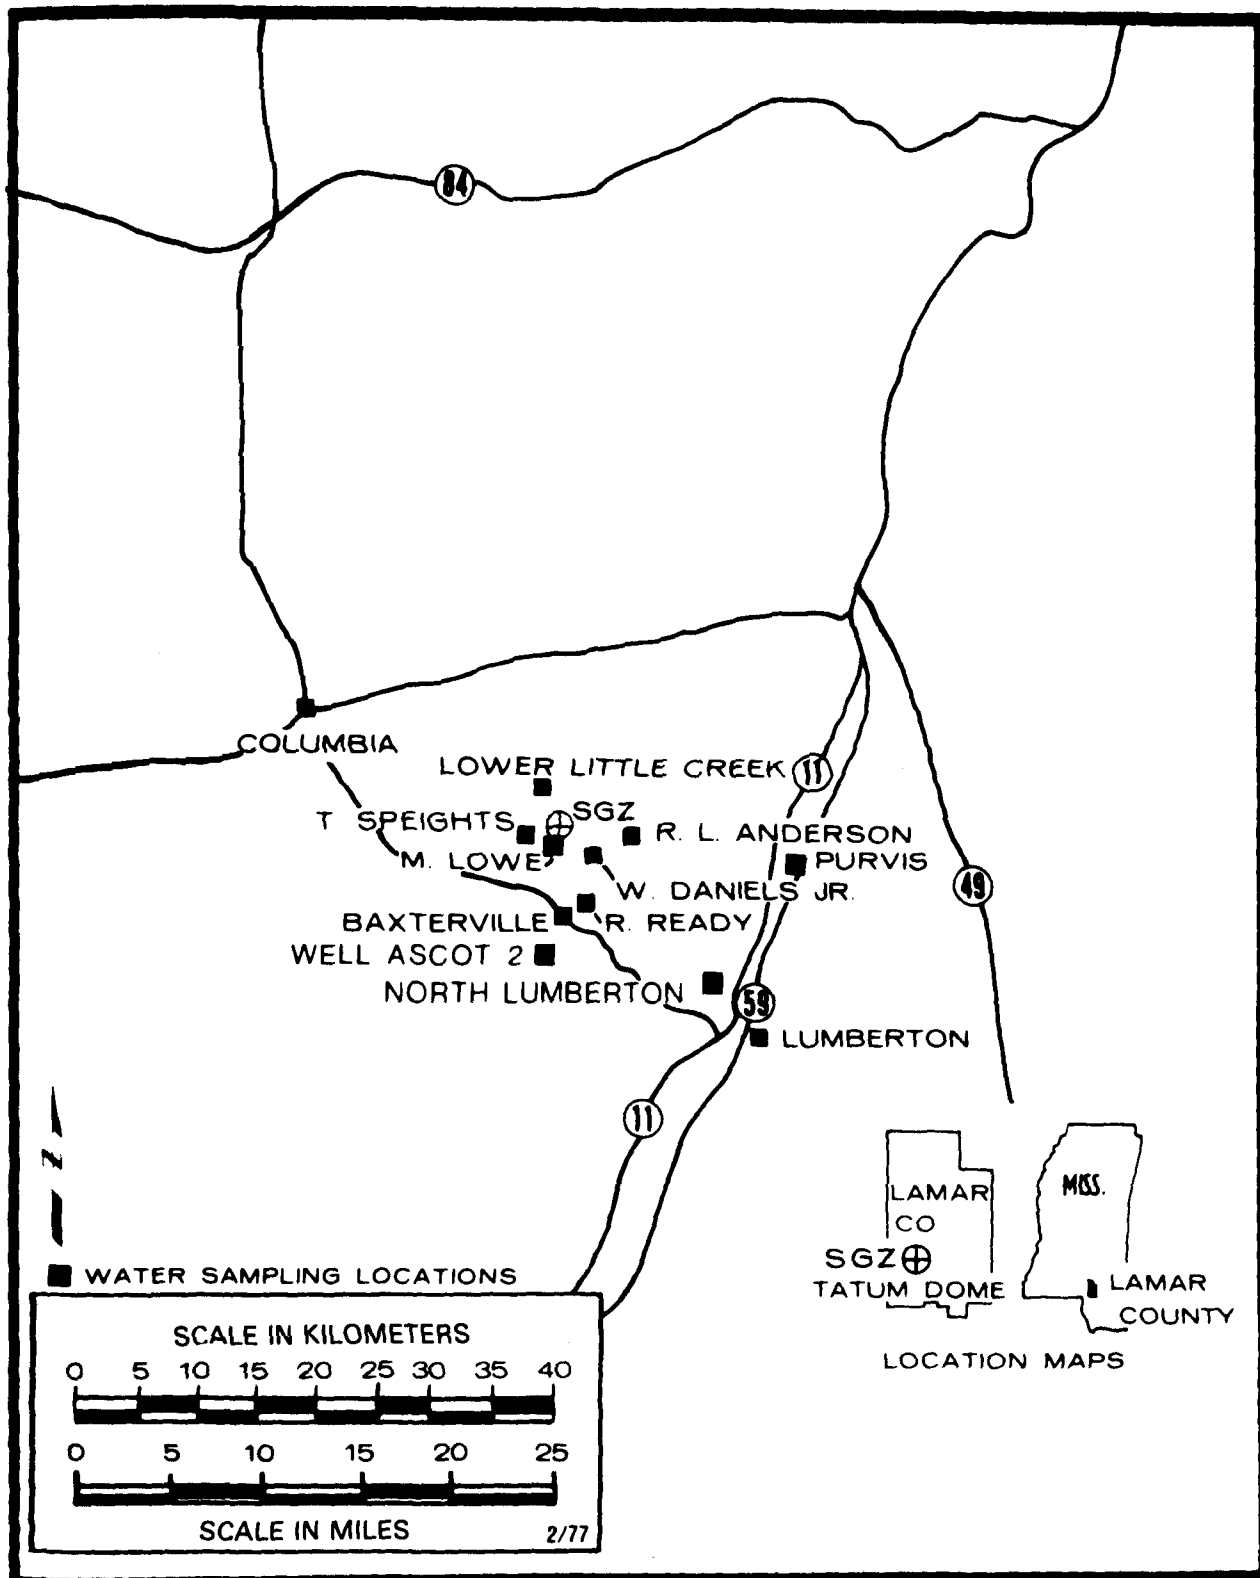 84
COLUMBIA
LOWER LITTLE CREEK
11
T SPEIGHTS
SGZ
R. L. ANDERSON
M. LOWE
PURVIS
W. DANIELS JR.
49
BAXTERVILLE
R. READY
WELL ASCOT 2
NORTH LUMBERTON
59
LUMBERTON
11
N
WATER SAMPLING LOCATIONS
SCALE IN KILOMETERS
0 5 10 15 20 25 30 35 40
0 5 10 15 20 25
SCALE IN MILES
2/77
LAMAR
CO
SGZ
TATUM DOME
MISS.
LAMAR
COUNTY
LOCATION MAPS